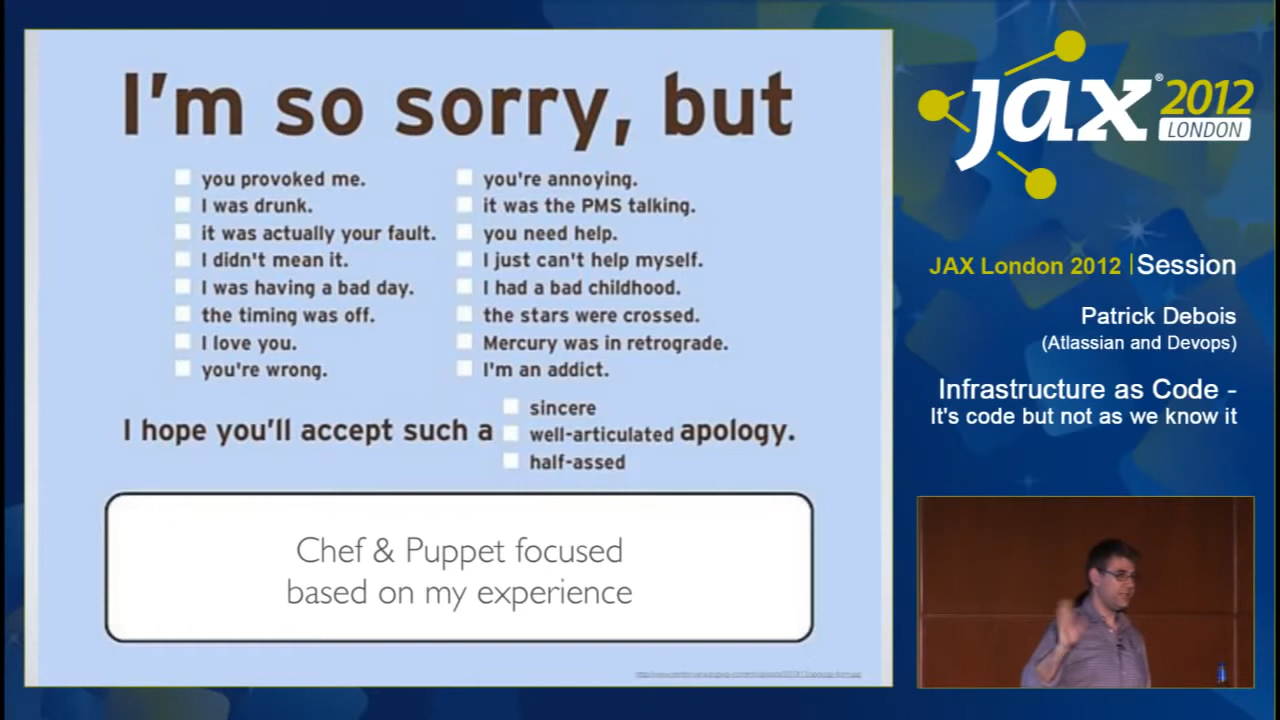 I'm so sorry, but
you provoked me.
I was drunk.
it was actually your fault.
I didn't mean it.
I was having a bad day.
the timing was off.
I love you.
you're wrong.
you're annoying.
it was the PMS talking.
you need help.
I just can't help myself.
I had a bad childhood.
the stars were crossed.
Mercury was in retrograde.
I'm an addict.
sincere
I hope you'll accept such a well-articulated apology.
half-assed
Chef & Puppet focused
based on my experience
jax® 2012
LONDON
JAX London 2012 | Session
Patrick Debois
(Atlassian and Devops)
Infrastructure as Code -
It's code but not as we know it